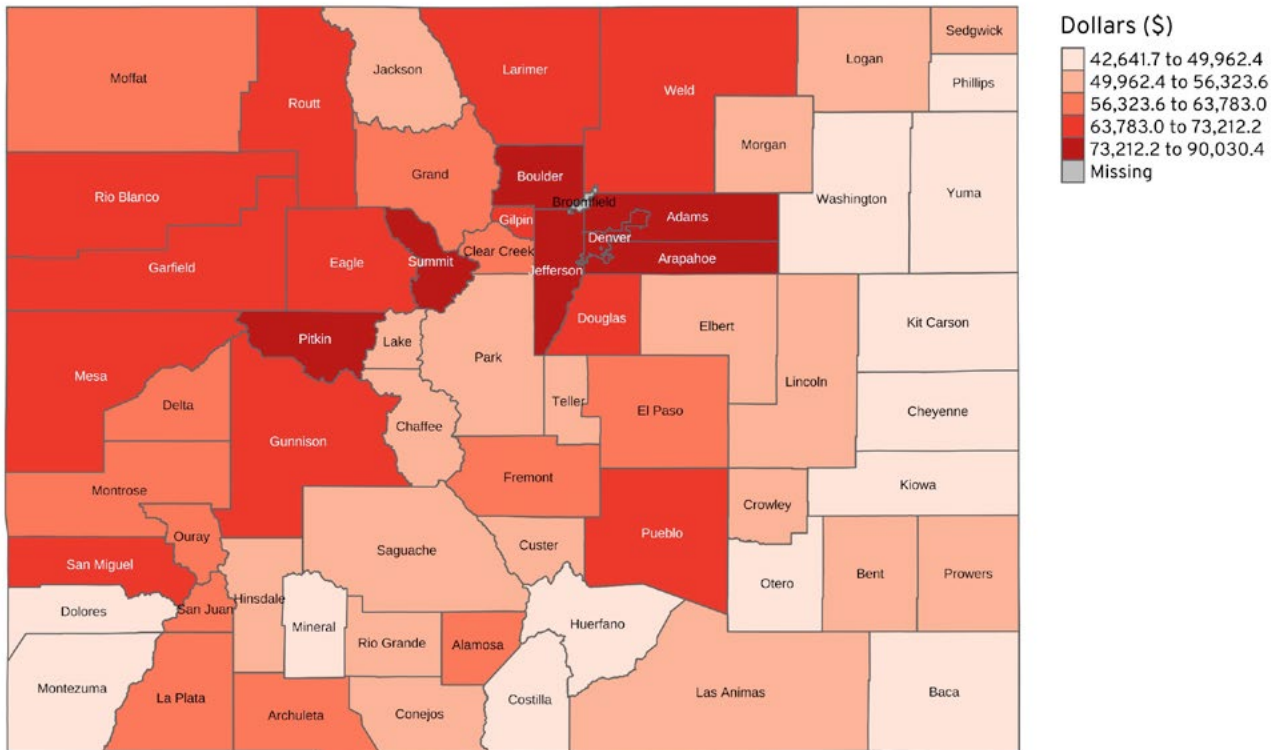 Dollars ($)
42,641.7 to 49,962.4
49,962.4 to 56,323.6
56,323.6 to 63,783.0
63,783.0 to 73,212.2
73,212.2 to 90,030.4
Missing
Moffat
Routt
Jackson
Larimer
Weld
Logan
Sedgwick
Phillips
Morgan
Grand
Boulder
Rio Blanco
Broomfield
Washington
Yuma
Gilpin
Adams
Denver
Garfield
Eagle
Summit
Clear Creek
Jefferson
Arapahoe
Pitkin
Lake
Park
Douglas
Elbert
Kit Carson
Mesa
Delta
Teller
El Paso
Lincoln
Cheyenne
Gunnison
Chaffee
Montrose
Fremont
Crowley
Kiowa
Ouray
Saguache
Custer
Pueblo
San Miguel
Otero
Bent
Prowers
Dolores
San Juan
Hinsdale
Mineral
Rio Grande
Alamosa
Huerfano
Montezuma
La Plata
Archuleta
Conejos
Costilla
Las Animas
Baca